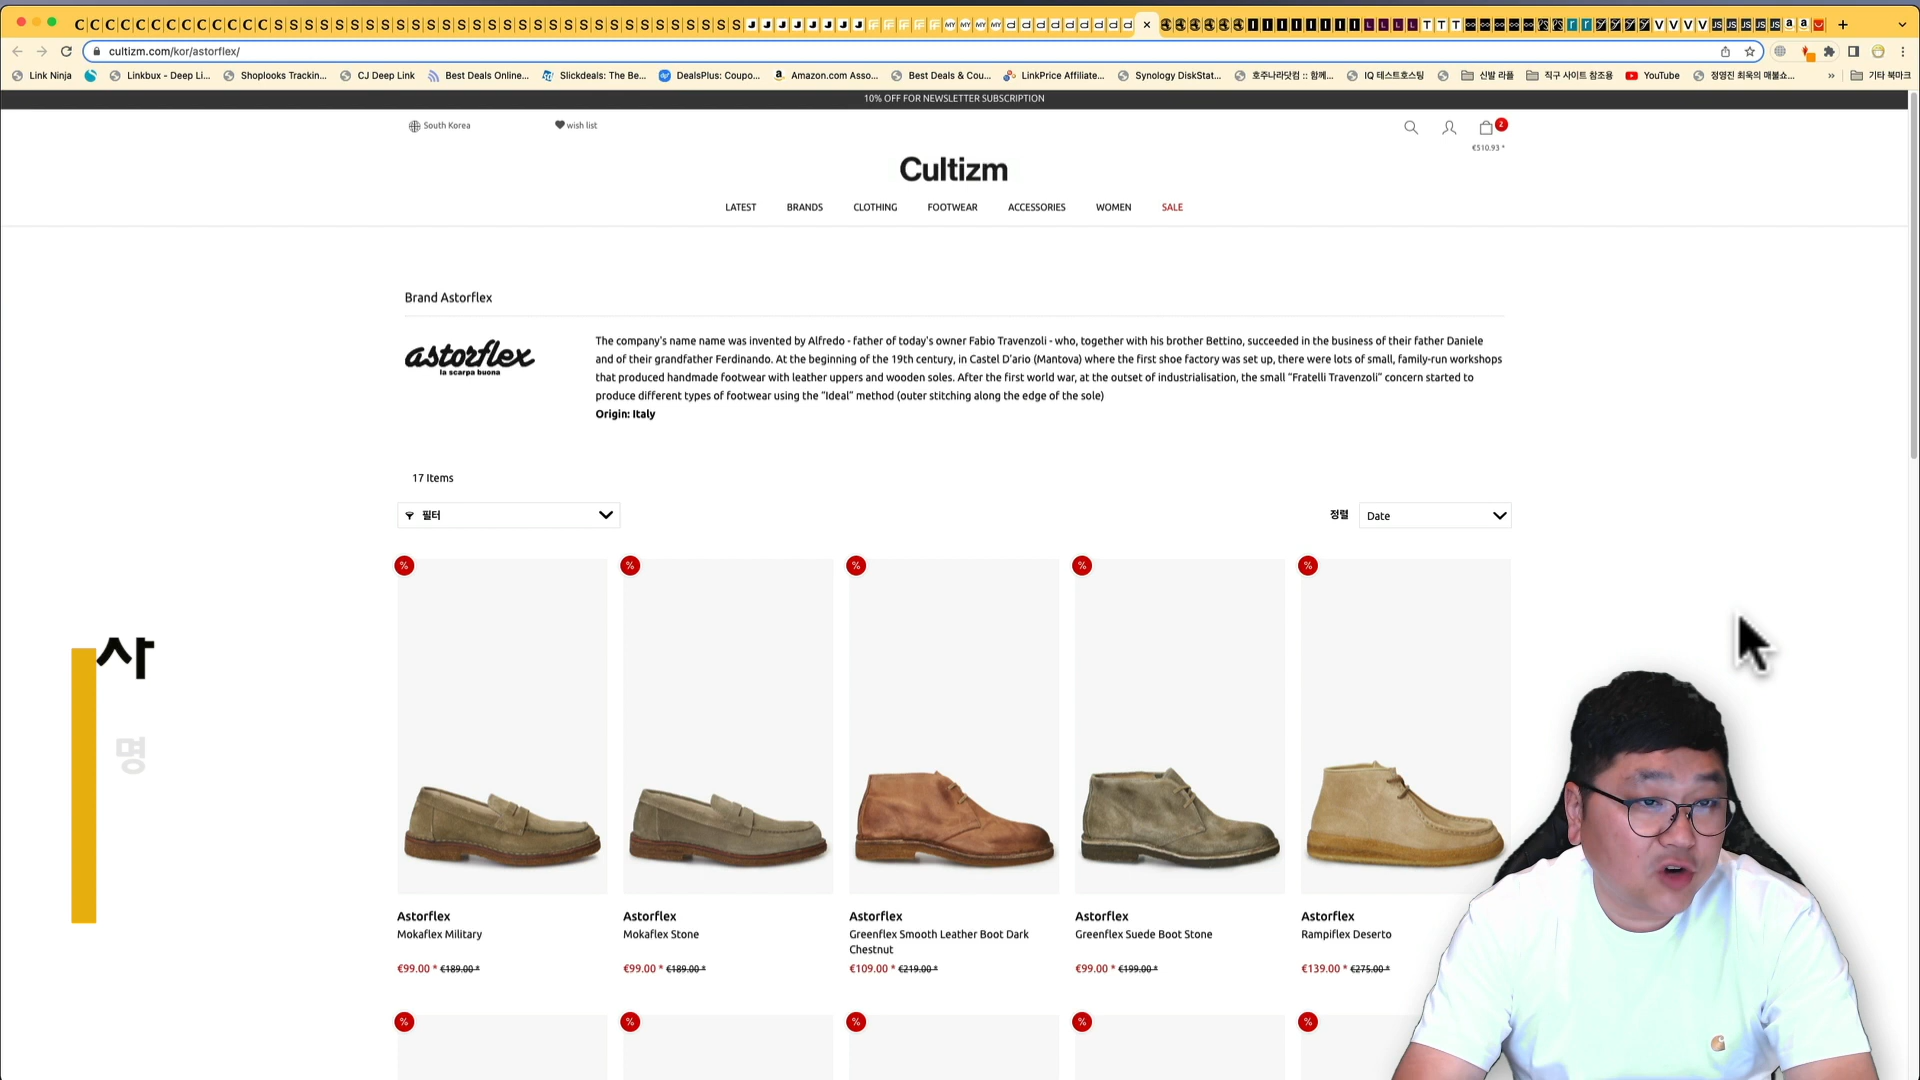 cultizm.com/kor/astorflex/
Link Ninja
Linkbux - Deep Li...
Shoplooks Trackin...
CJ Deep Link
Best Deals Online...
Slickdeals: The Be...
DealsPlus: Coupo...
Amazon.com Asso...
Best Deals & Cou...
LinkPrice Affiliate...
Synology DiskStat...
호주나라닷컴 :: 함께...
IQ 테스트호스팅
신발 라플
직구 사이트 참조용
YouTube
정영진 최욱의 매불쇼...
»
기타 북마크
10% OFF FOR NEWSLETTER SUBSCRIPTION
South Korea
wish list
2
€510.93 *
Cultizm
LATEST
BRANDS
CLOTHING
FOOTWEAR
ACCESSORIES
WOMEN
SALE
Brand Astorflex
astorflex
la scarpa buona
The company's name name was invented by Alfredo - father of today's owner Fabio Travenzoli - who, together with his brother Bettino, succeeded in the business of their father Daniele
and of their grandfather Ferdinando. At the beginning of the 19th century, in Castel D'ario (Mantova) where the first shoe factory was set up, there were lots of small, family-run workshops
that produced handmade footwear with leather uppers and wooden soles. After the first world war, at the outset of industrialisation, the small "Fratelli Travenzoli" concern started to
produce different types of footwear using the "Ideal" method (outer stitching along the edge of the sole)
Origin: Italy
17 Items
필터
정렬
Date
%
%
%
%
%
사
명
Astorflex
Mokaflex Military
€99.00 * €189.00 *
Astorflex
Mokaflex Stone
€99.00 * €189.00 *
Astorflex
Greenflex Smooth Leather Boot Dark
Chestnut
€109.00 * €219.00 *
Astorflex
Greenflex Suede Boot Stone
€99.00 * €199.00 *
Astorflex
Rampiflex Deserto
€139.00 * €275.00 *
%
%
%
%
%